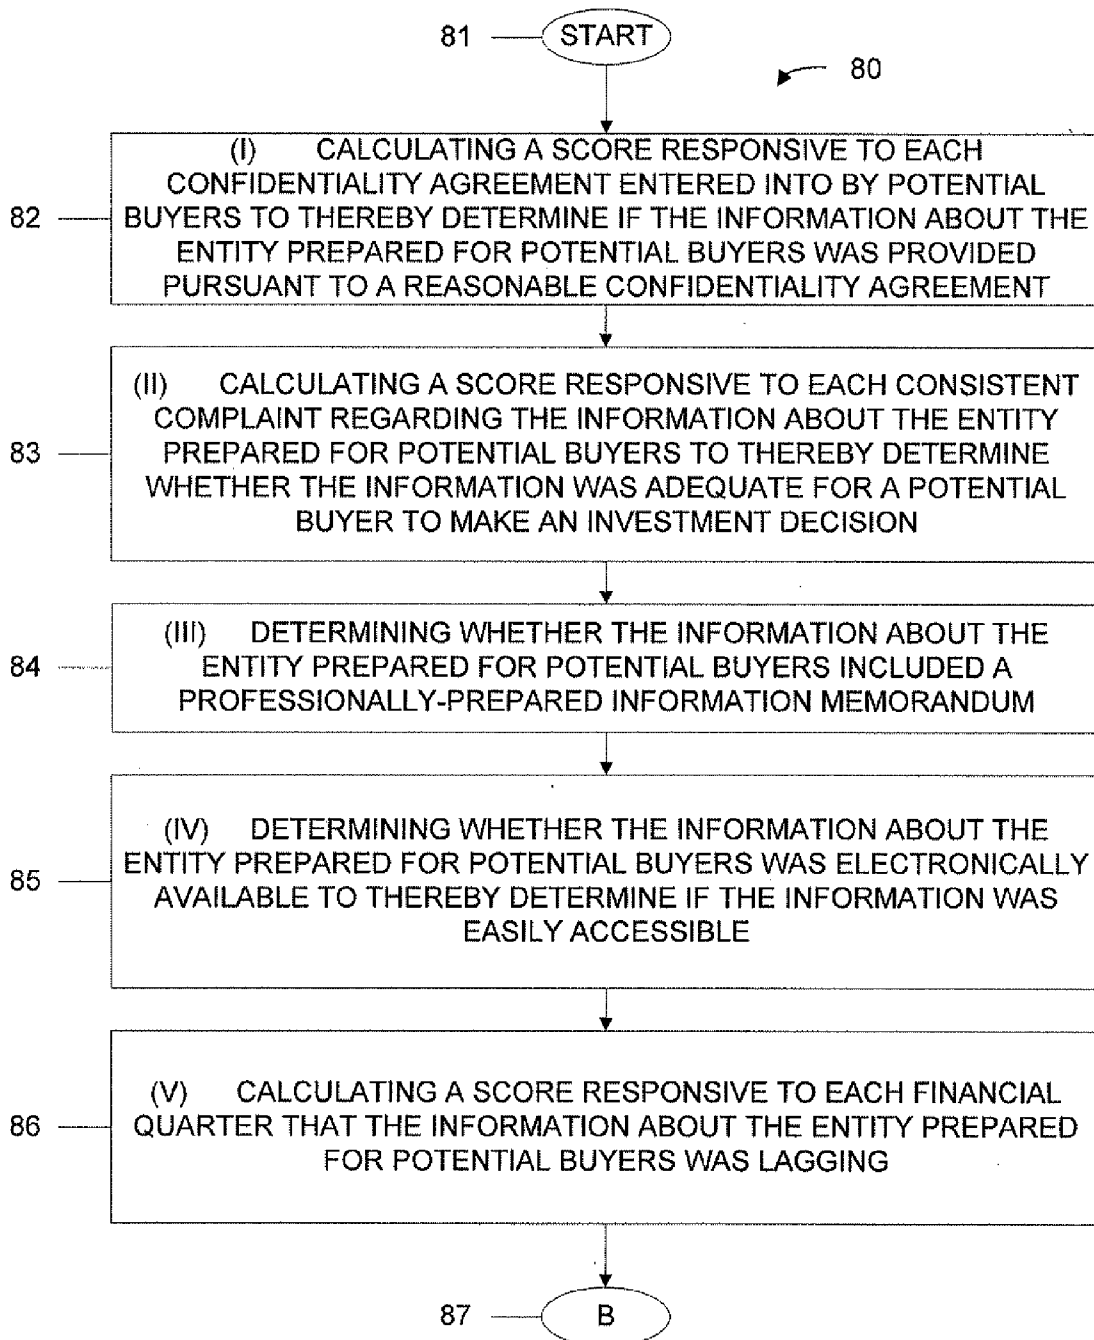 81 START
80
(I) CALCULATING A SCORE RESPONSIVE TO EACH
CONFIDENTIALITY AGREEMENT ENTERED INTO BY POTENTIAL
82 BUYERS TO THEREBY DETERMINE IF THE INFORMATION ABOUT THE
ENTITY PREPARED FOR POTENTIAL BUYERS WAS PROVIDED
PURSUANT TO A REASONABLE CONFIDENTIALITY AGREEMENT
(II) CALCULATING A SCORE RESPONSIVE TO EACH CONSISTENT
COMPLAINT REGARDING THE INFORMATION ABOUT THE ENTITY
83 PREPARED FOR POTENTIAL BUYERS TO THEREBY DETERMINE
WHETHER THE INFORMATION WAS ADEQUATE FOR A POTENTIAL
BUYER TO MAKE AN INVESTMENT DECISION
(III) DETERMINING WHETHER THE INFORMATION ABOUT THE
84 ENTITY PREPARED FOR POTENTIAL BUYERS INCLUDED A
PROFESSIONALLY-PREPARED INFORMATION MEMORANDUM
(IV) DETERMINING WHETHER THE INFORMATION ABOUT THE
ENTITY PREPARED FOR POTENTIAL BUYERS WAS ELECTRONICALLY
85 AVAILABLE TO THEREBY DETERMINE IF THE INFORMATION WAS
EASILY ACCESSIBLE
(V) CALCULATING A SCORE RESPONSIVE TO EACH FINANCIAL
86 QUARTER THAT THE INFORMATION ABOUT THE ENTITY PREPARED
FOR POTENTIAL BUYERS WAS LAGGING
87 B